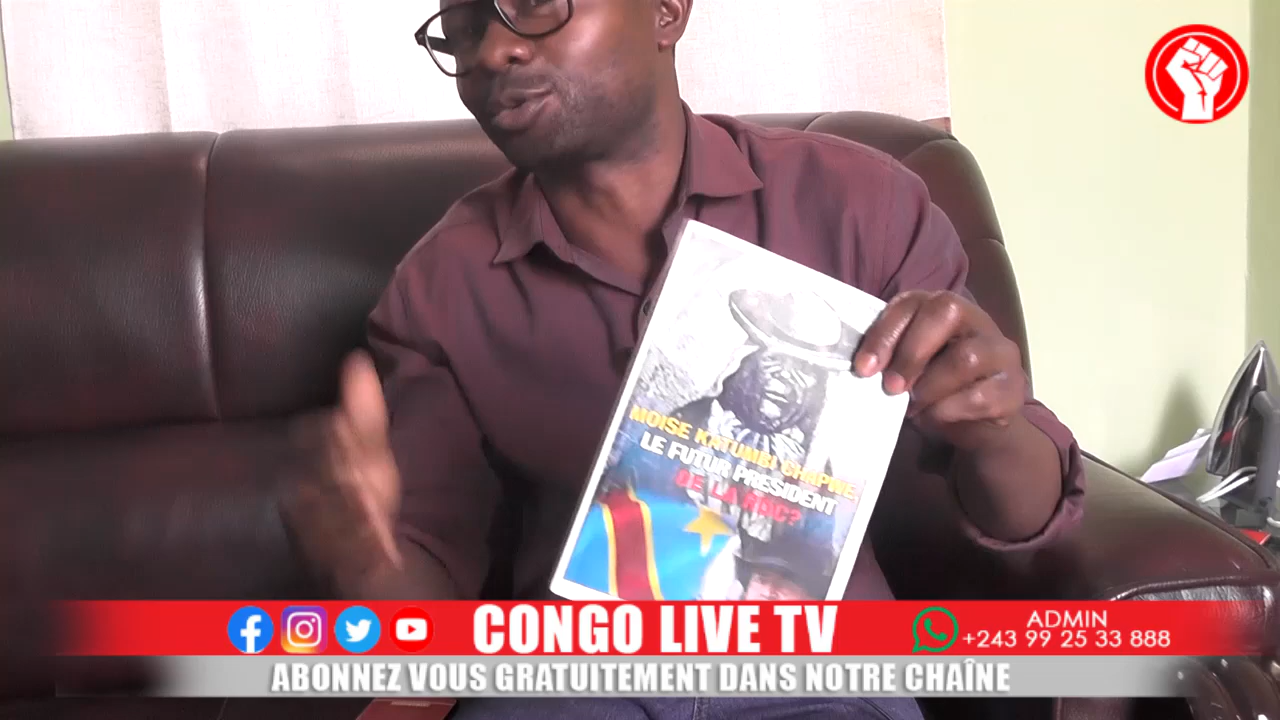 MOISE KATUMBI CHAPWE
LE FUTUR PRESIDENT
DE LA RDC?
CONGO LIVE TV
ADMIN
+243 99 25 33 888
ABONNEZ VOUS GRATUITEMENT DANS NOTRE CHAÎNE